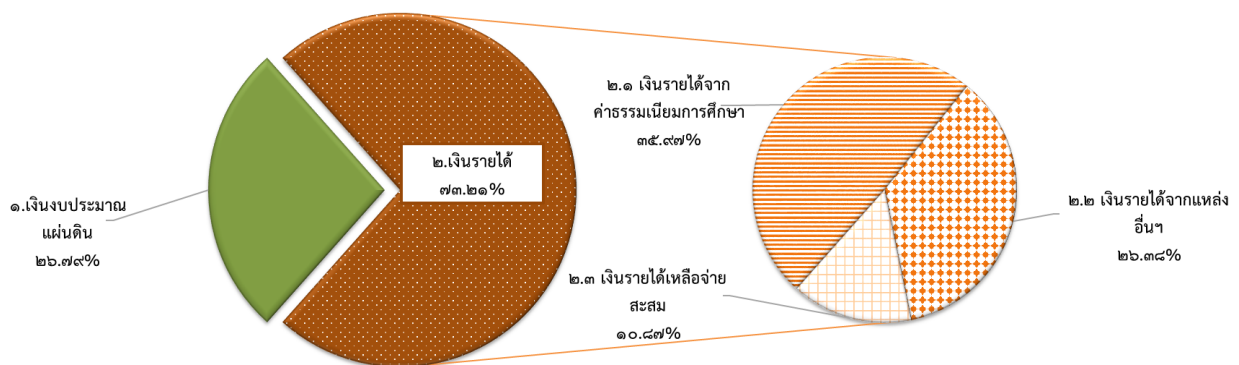 ๑.เงินงบประมาณ
แผ่นดิน
๒๖.๗๙%
๒.เงินรายได้
๗๓.๒๑%
๒.๑ เงินรายได้จาก
ค่าธรรมเนียมการศึกษา
๓๕.๙๗%
๒.๒ เงินรายได้จากแหล่ง
อื่นๆ
๒๖.๓๘%
๒.๓ เงินรายได้เหลือจ่าย
สะสม
๑๐.๘๗%